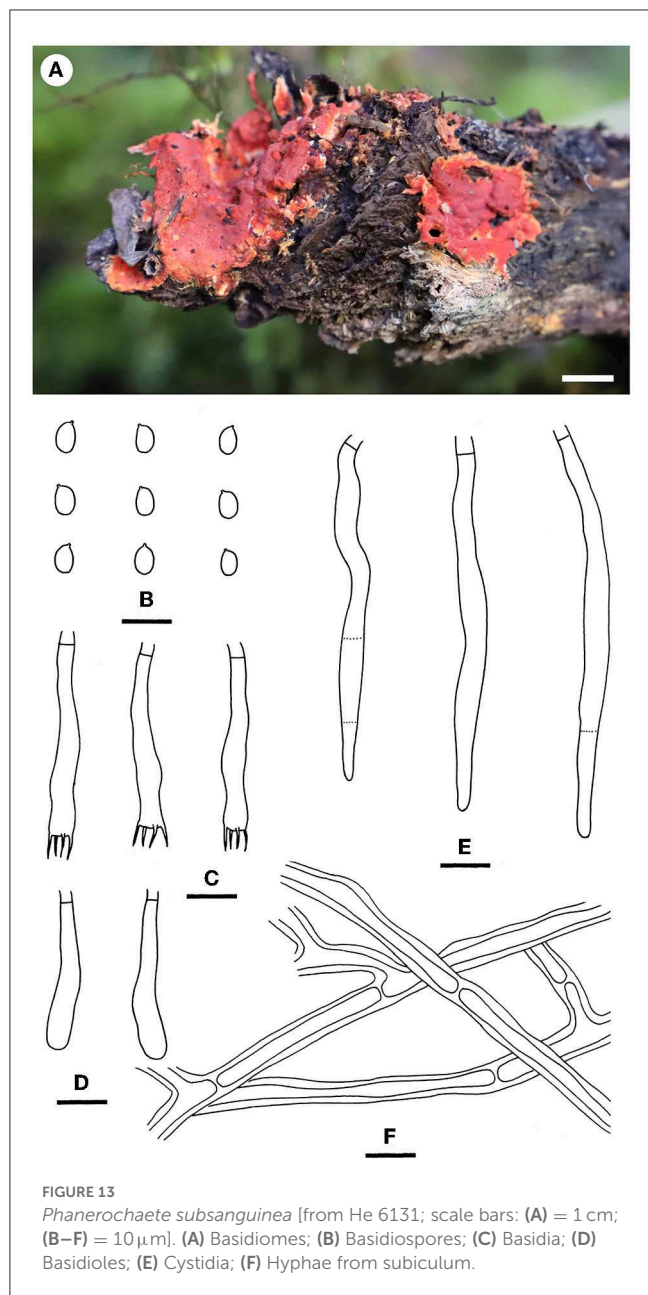 A
B
C
D
E
F
FIGURE 13
Phanerochaete subsanguinea [from He 6131; scale bars: (A) = 1 cm;
(B–F) = 10 μm]. (A) Basidiomes; (B) Basidiospores; (C) Basidia; (D)
Basidioles; (E) Cystidia; (F) Hyphae from subiculum.